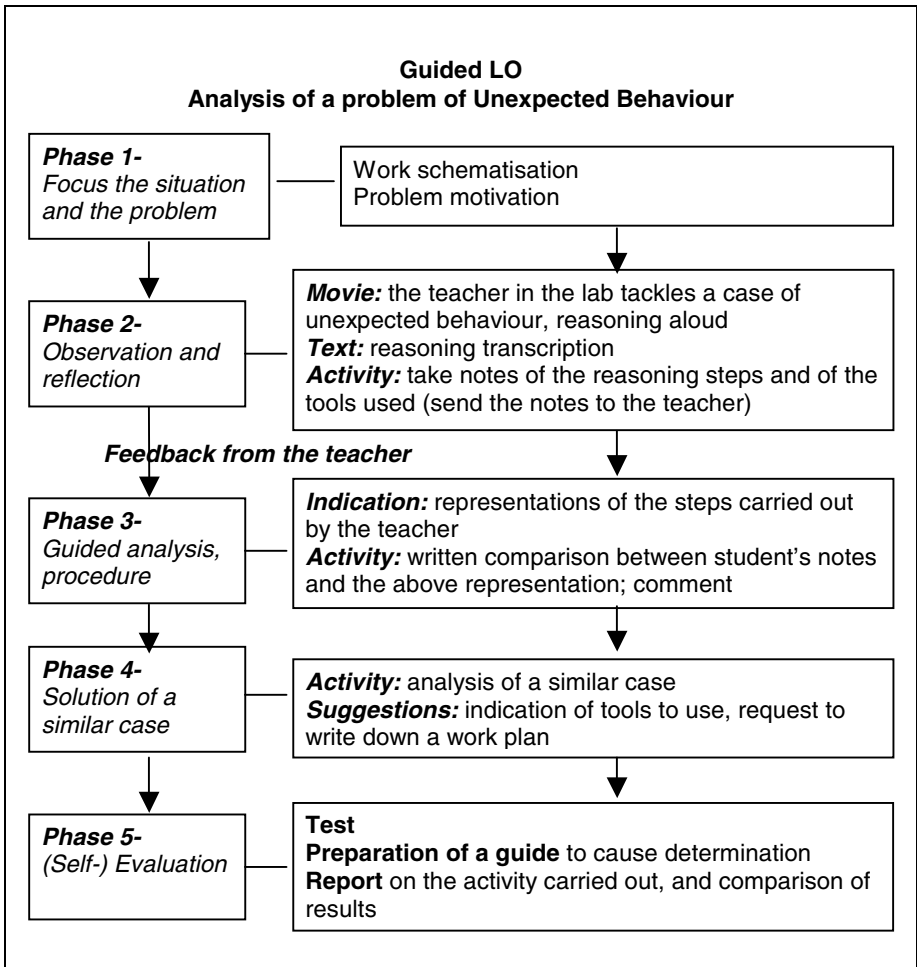 Guided LO
Analysis of a problem of Unexpected Behaviour
Phase 1-
Focus the situation
and the problem
Work schematisation
Problem motivation
Phase 2-
Observation and
reflection
Movie: the teacher in the lab tackles a case of
unexpected behaviour, reasoning aloud
Text: reasoning transcription
Activity: take notes of the reasoning steps and of the
tools used (send the notes to the teacher)
Feedback from the teacher
Phase 3-
Guided analysis,
procedure
Indication: representations of the steps carried out
by the teacher
Activity: written comparison between student’s notes
and the above representation; comment
Phase 4-
Solution of a
similar case
Activity: analysis of a similar case
Suggestions: indication of tools to use, request to
write down a work plan
Phase 5-
(Self-) Evaluation
Test
Preparation of a guide to cause determination
Report on the activity carried out, and comparison of
results